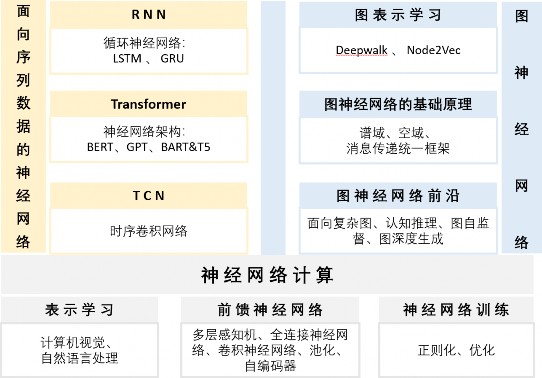 面向序列数据的神经网络
RNN
循环神经网络：
LSTM 、 GRU
Transformer
神经网络架构：
BERT、GPT、BART&T5
TCN
时序卷积网络
图表示学习
Deepwalk 、 Node2Vec
图神经网络的基础原理
谱域、空域、
消息传递统一框架
图神经网络前沿
面向复杂图、认知推理、图自监
督、图深度生成
图神经网络
神经网络计算
表示学习
计算机视觉、
自然语言处理
前馈神经网络
多层感知机、全连接神经网
络、卷积神经网络、池化、
自编码器
神经网络训练
正则化、优化